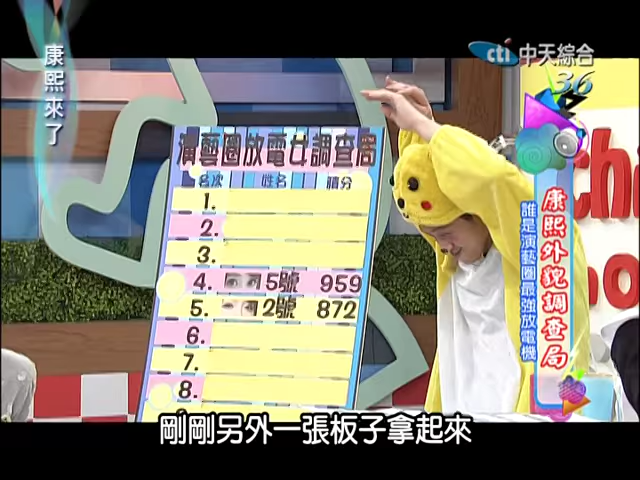 康熙來了
cti 中天綜合
36
演藝圈放電女調查局
名次 姓名 積分
1.
2.
3.
4. 5號 959
5. 2號 872
6.
7.
8.
康熙外貌調查局
誰是演藝圈最強放電機
剛剛另外一張板子拿起來